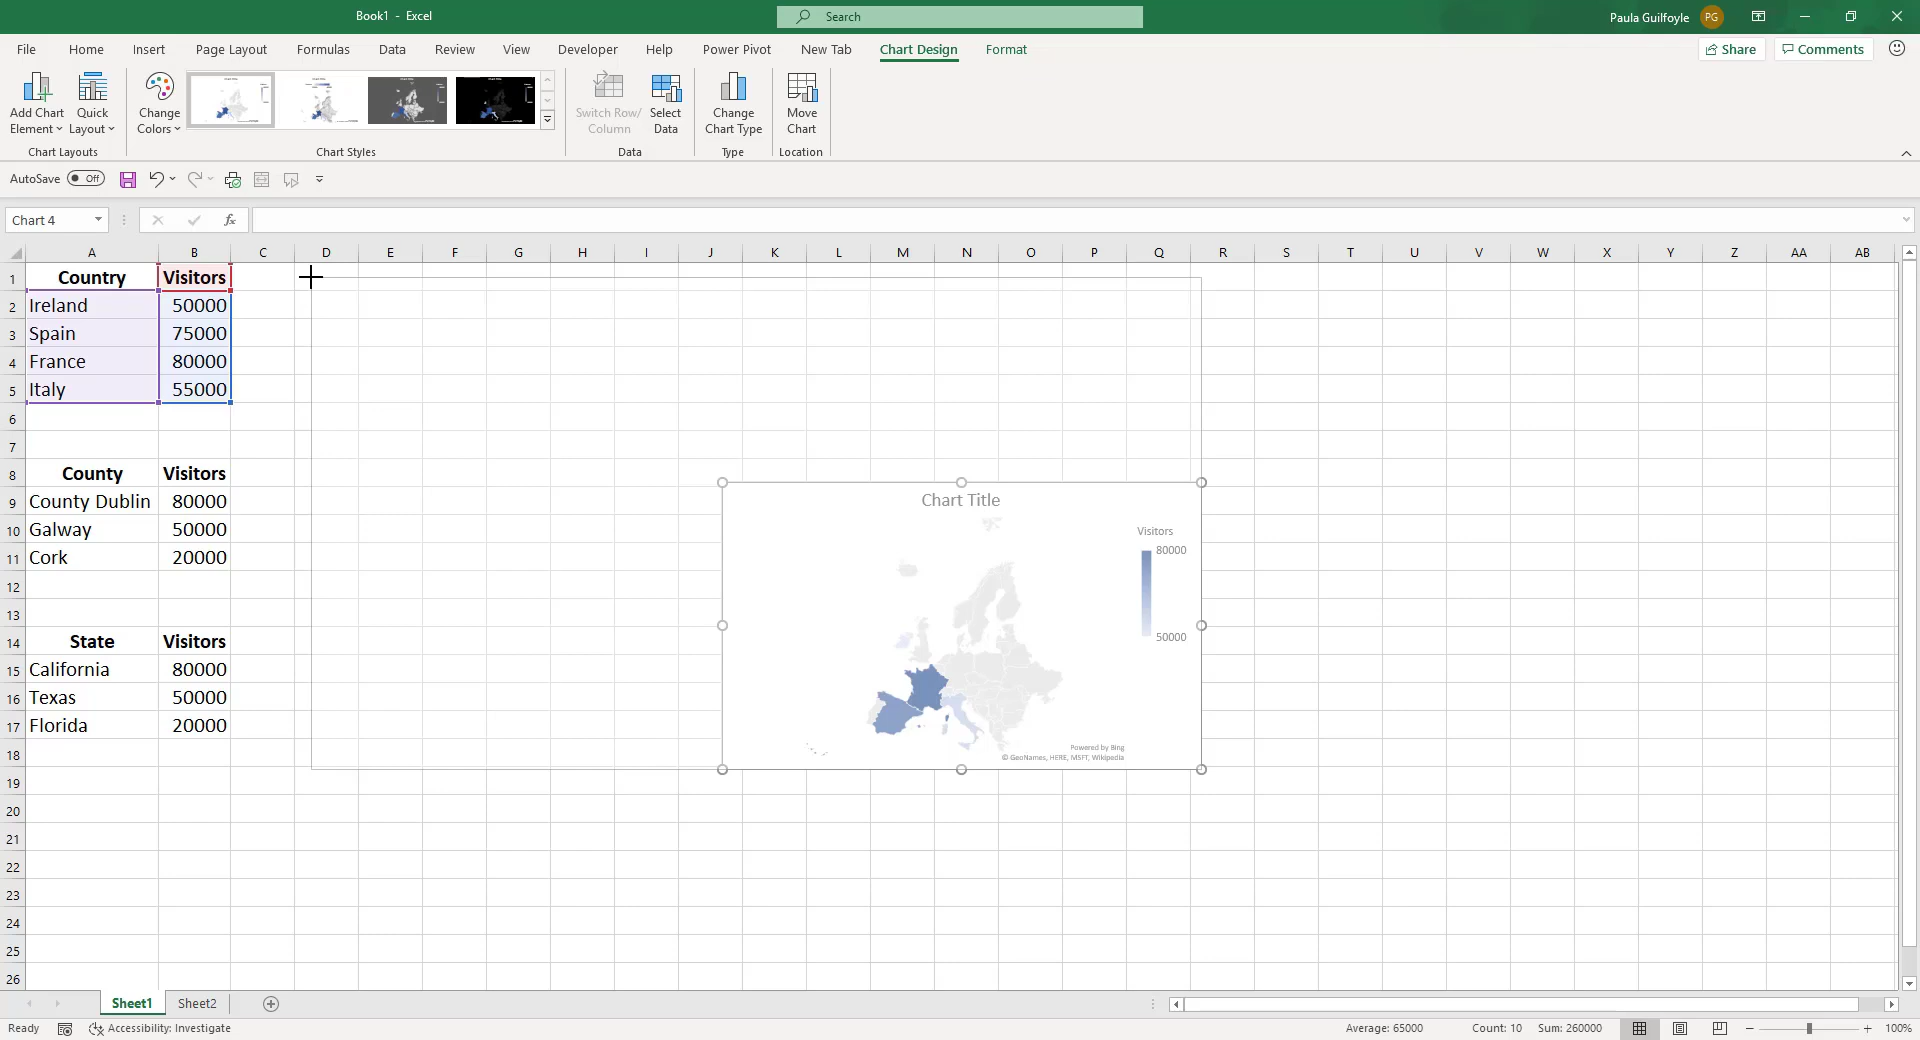 Book1 - Excel
Search
Paula Guilfoyle PG
File Home Insert Page Layout Formulas Data Review View Developer Help Power Pivot New Tab Chart Design Format
Share Comments
Add Chart Element
Quick Layout
Change Colors
Switch Row/ Column
Select Data
Change Chart Type
Move Chart
Chart Layouts Chart Styles Data Type Location
AutoSave Off
Chart 4 fx
A B C D E F G H I J K L M N O P Q R S T U V W X Y Z AA AB
1 Country Visitors
2 Ireland 50000
3 Spain 75000
4 France 80000
5 Italy 55000
6
7
8 County Visitors
9 County Dublin 80000
10 Galway 50000
11 Cork 20000
12
13
14 State Visitors
15 California 80000
16 Texas 50000
17 Florida 20000
18
19
20
21
22
23
24
25
26
Chart Title
Visitors
80000
50000
Powered by Bing
© GeoNames, HERE, MSFT, Wikipedia
Sheet1 Sheet2
Ready Accessibility: Investigate Average: 65000 Count: 10 Sum: 260000 100%